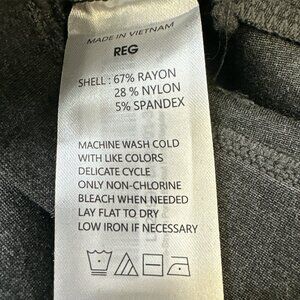 MADE IN VIETNAM
REG
SHELL : 67% RAYON
28 % NYLON
5% SPANDEX
MACHINE WASH COLD
WITH LIKE COLORS
DELICATE CYCLE
ONLY NON-CHLORINE
BLEACH WHEN NEEDED
LAY FLAT TO DRY
LOW IRON IF NECESSARY